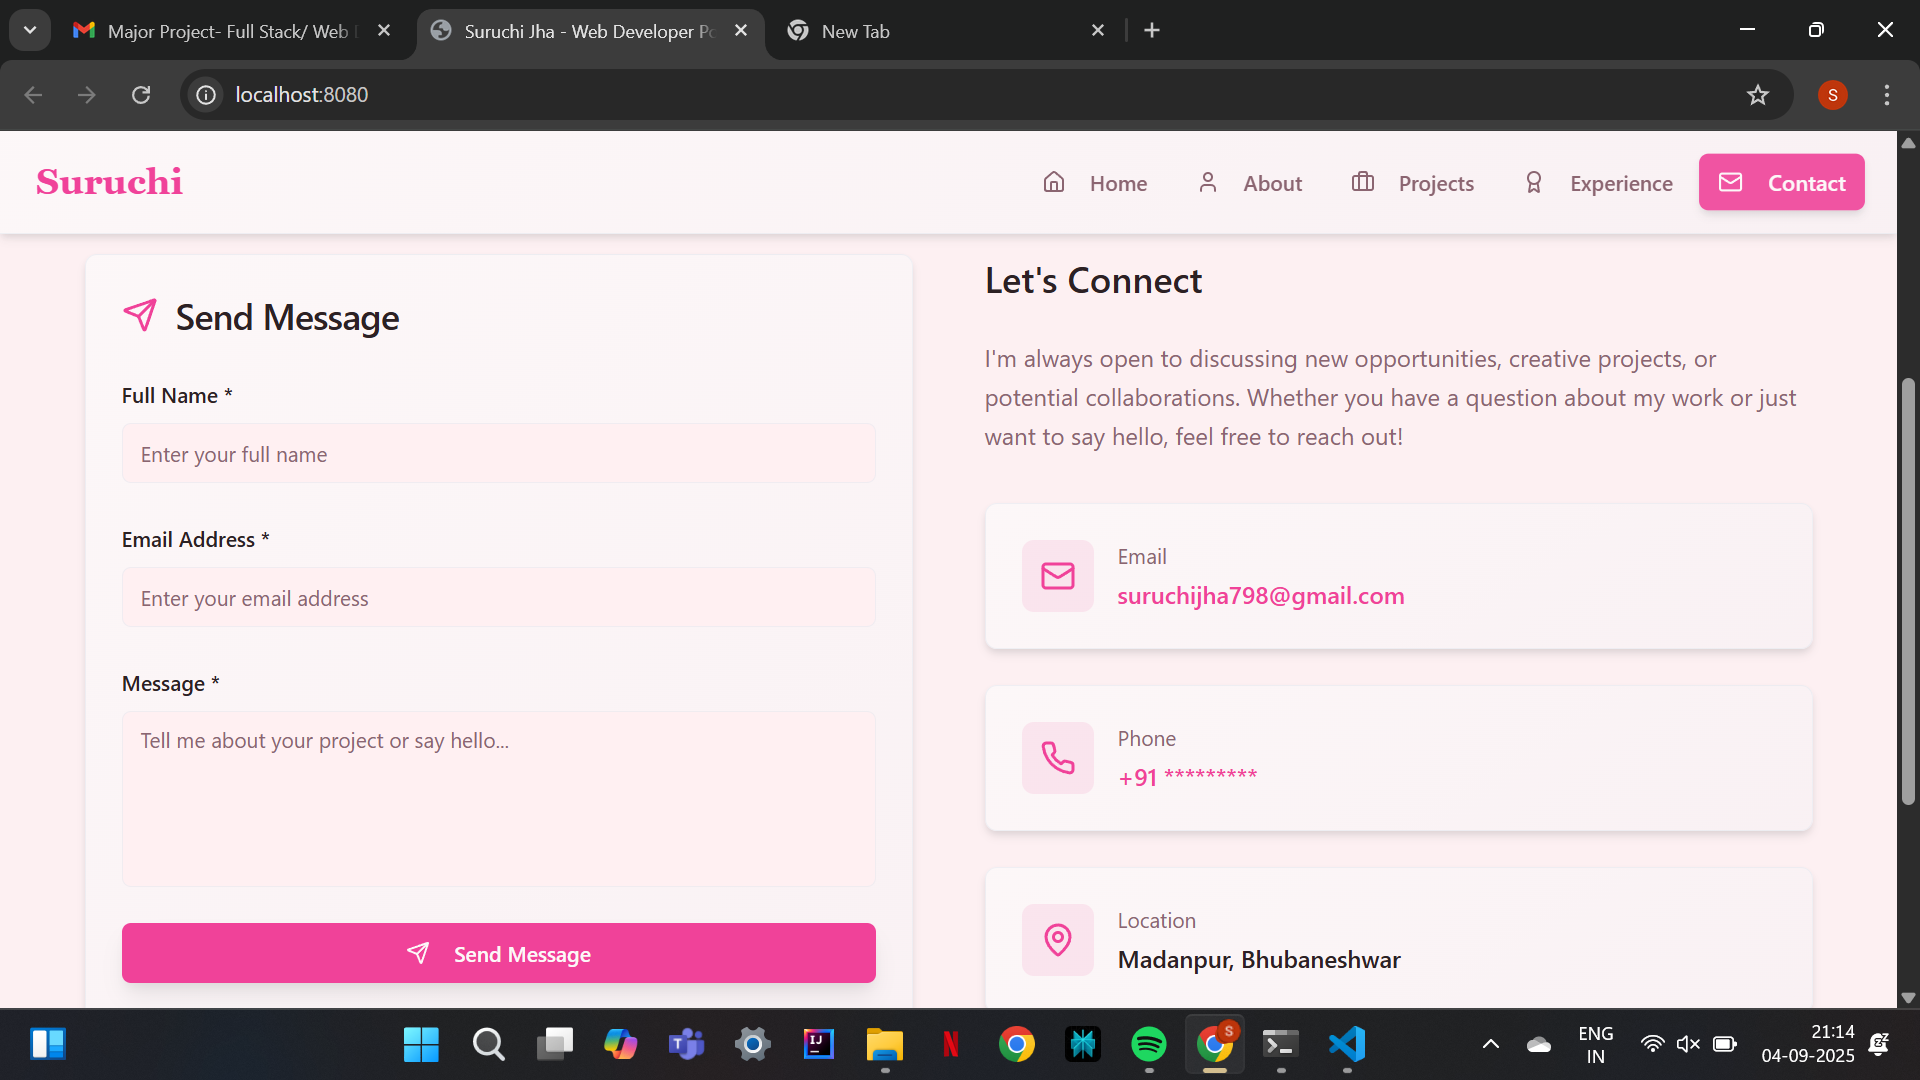 Major Project- Full Stack/ Web
Suruchi Jha - Web Developer Po
New Tab
localhost:8080
S
Suruchi
Home
About
Projects
Experience
Contact
Send Message
Full Name *
Enter your full name
Email Address *
Enter your email address
Message *
Tell me about your project or say hello...
Send Message
Let's Connect
I'm always open to discussing new opportunities, creative projects, or
potential collaborations. Whether you have a question about my work or just
want to say hello, feel free to reach out!
Email
suruchijha798@gmail.com
Phone
+91 *********
Location
Madanpur, Bhubaneshwar
ENG
IN
21:14
04-09-2025